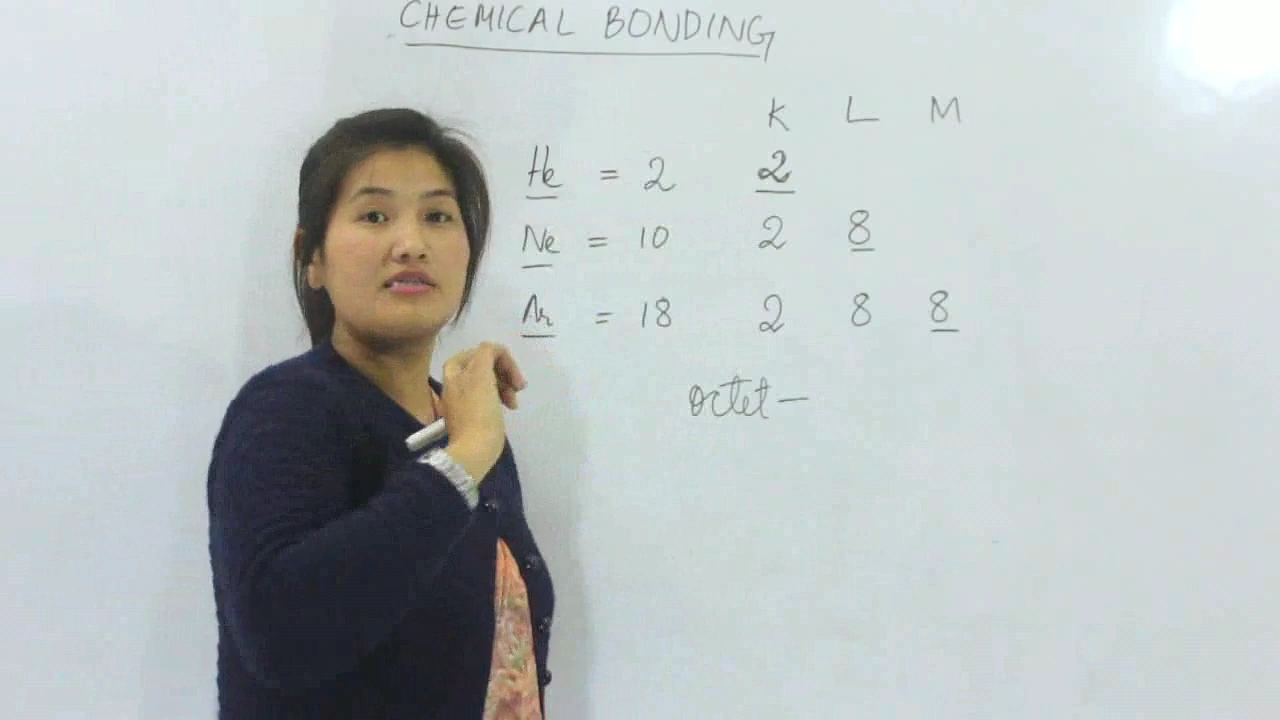 CHEMICAL BONDING
K L M
He = 2 2
Ne = 10 2 8
Ar = 18 2 8 8
octet –